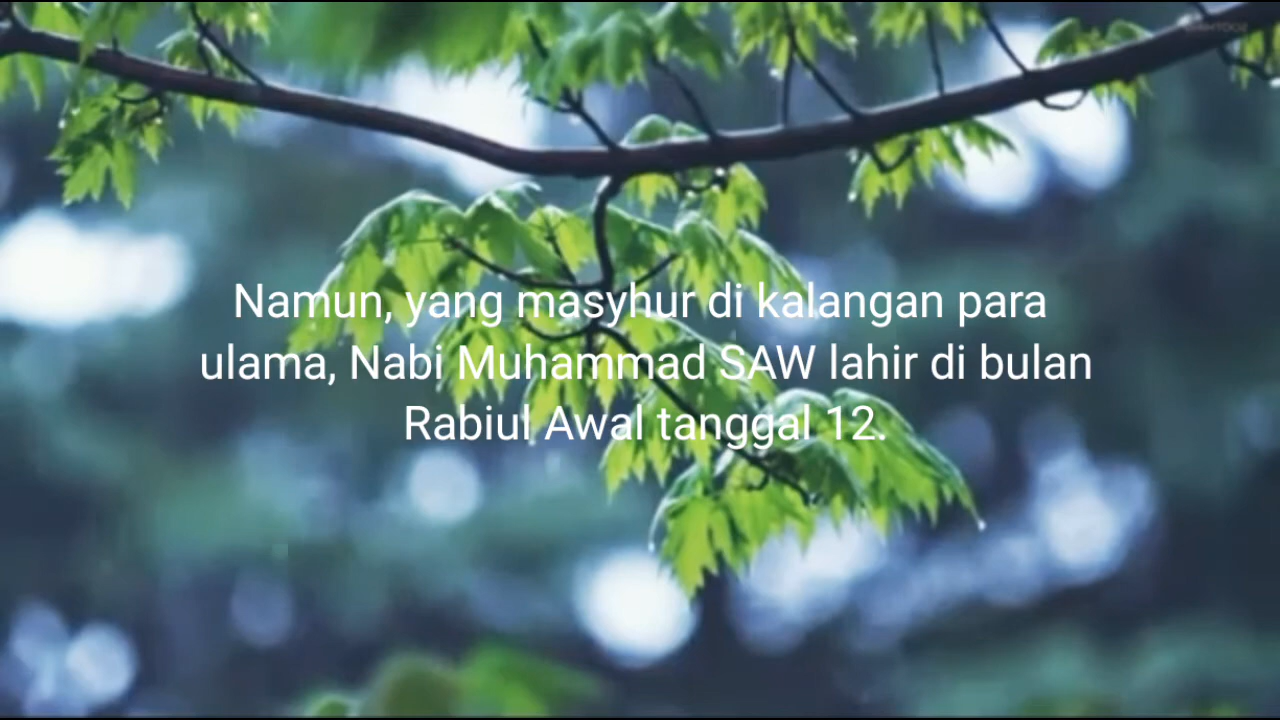 Namun, yang masyhur di kalangan para
ulama, Nabi Muhammad SAW lahir di bulan
Rabiul Awal tanggal 12.